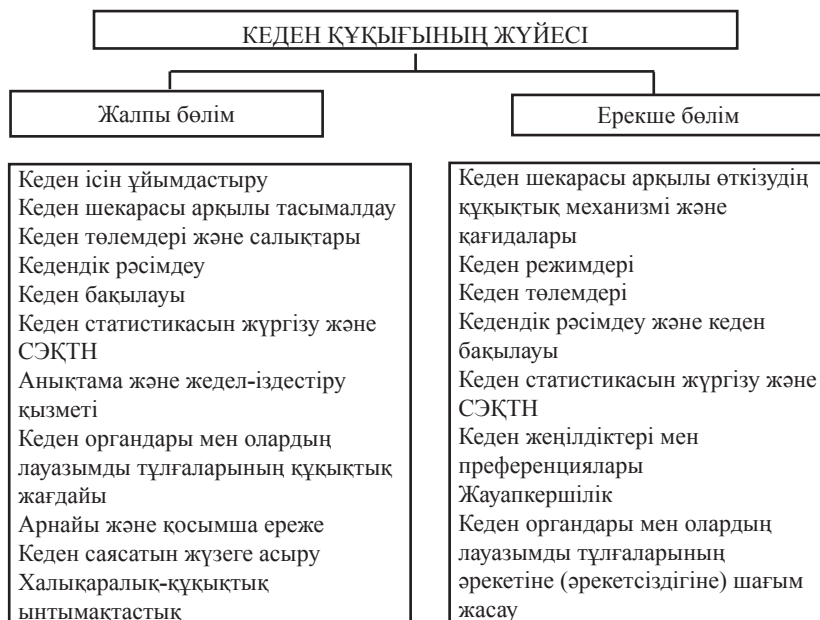 КЕДЕН ҚҰҚЫҒЫНЫҢ ЖҮЙЕСІ
Жалпы бөлім
Ерекше бөлім
Кеден ісін ұйымдастыру
Кеден шекарасы арқылы тасымалдау
Кеден төлемдері және салықтары
Кедендік рәсімдеу
Кеден бақылауы
Кеден статистикасын жүргізу және
СЭҚТН
Анықтама және жедел-іздестіру
қызметі
Кеден органдары мен олардың
лауазымды тұлғаларының құқықтық
жағдайы
Арнайы және қосымша ереже
Кеден саясатын жүзеге асыру
Халықаралық-құқықтық
ынтымақтастық
Кеден шекарасы арқылы өткізудің
құқықтық механизмі және
қағидалары
Кеден режимдері
Кеден төлемдері
Кедендік рәсімдеу және кеден
бақылауы
Кеден статистикасын жүргізу және
СЭҚТН
Кеден жеңілдіктері мен
преференциялары
Жауапкершілік
Кеден органдары мен олардың
лауазымды тұлғаларының
әрекетіне (әрекетсіздігіне) шағым
жасау